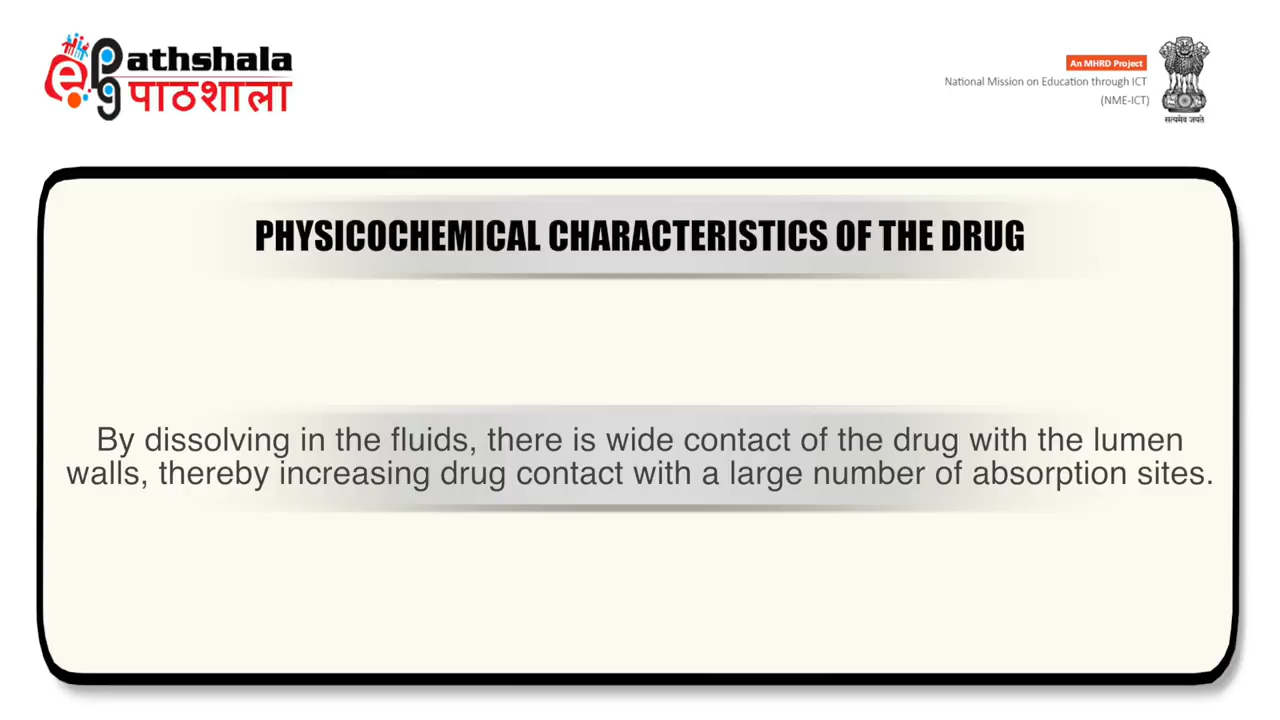 e Pg athshala
पाठशाला
An MHRD Project
National Mission on Education through ICT
(NME-ICT)
सत्यमेव जयते
PHYSICOCHEMICAL CHARACTERISTICS OF THE DRUG
By dissolving in the fluids, there is wide contact of the drug with the lumen
walls, thereby increasing drug contact with a large number of absorption sites.